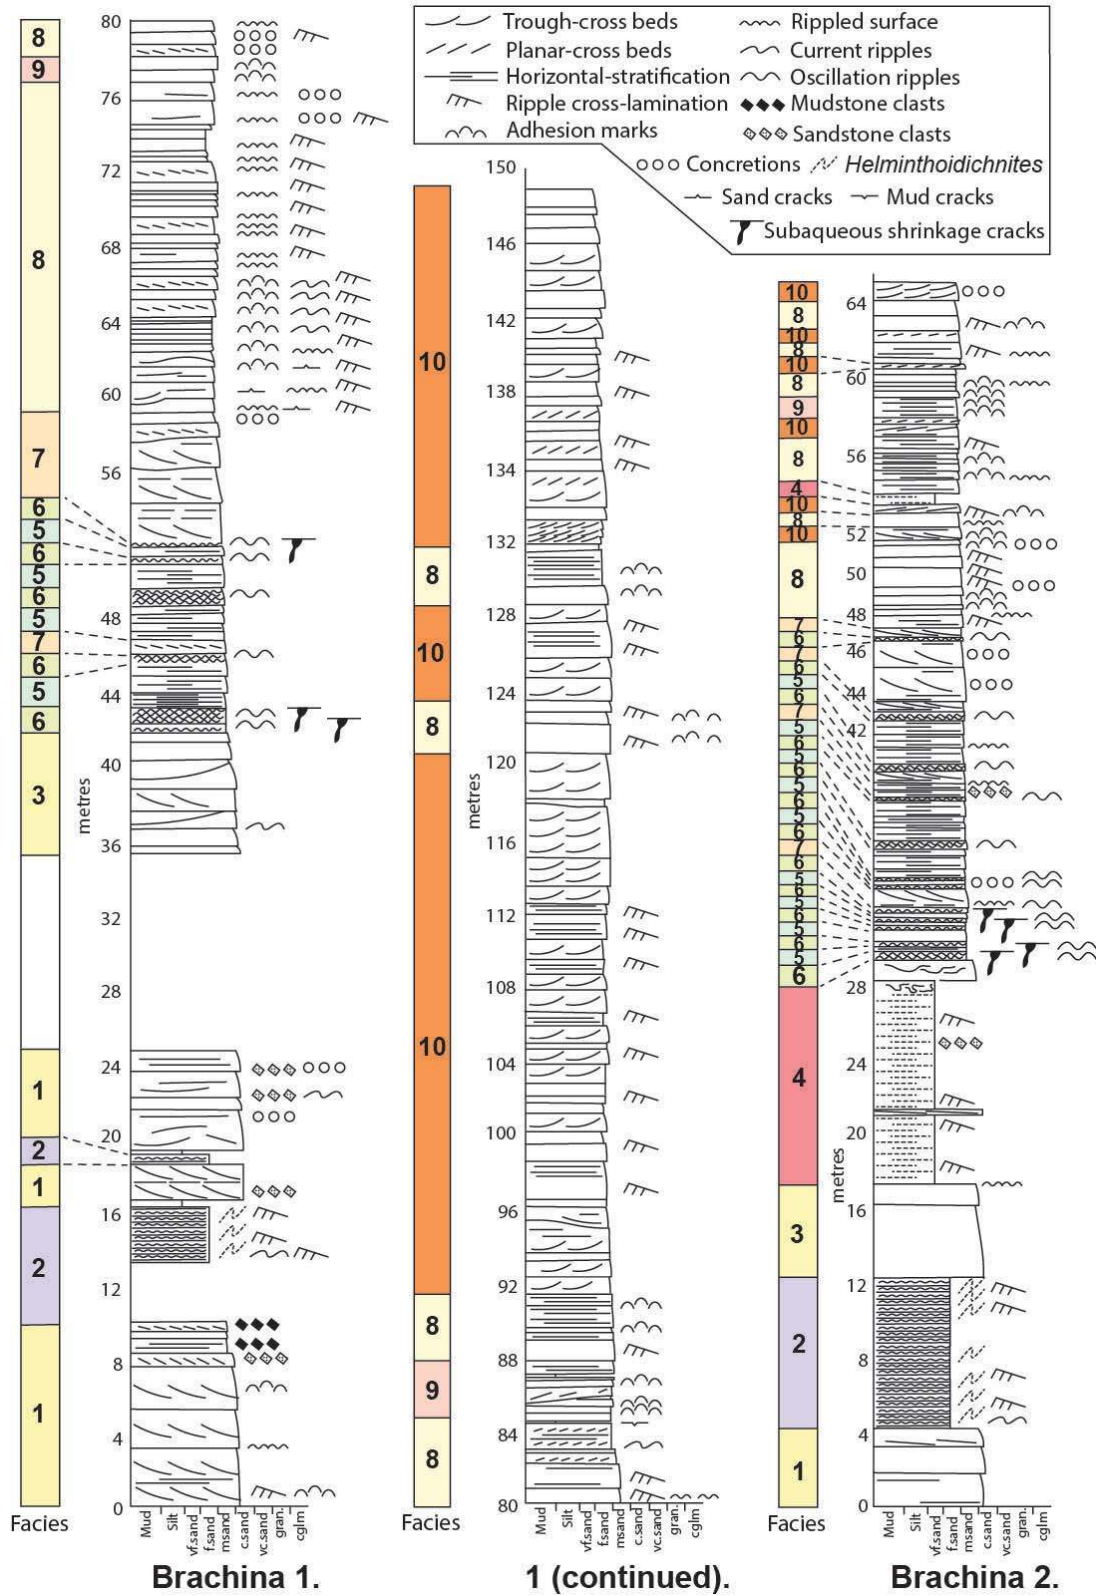 Trough-cross beds
Planar-cross beds
Horizontal-stratification
Ripple cross-lamination
Adhesion marks
Rippled surface
Current ripples
Oscillation ripples
Mudstone clasts
Sandstone clasts
Concretions
Helminthoidichnites
Sand cracks
Mud cracks
Subaqueous shrinkage cracks
8
9
8
7
6
5
6
5
6
5
7
6
5
6
3
1
2
1
2
1
Facies
80
76
72
68
64
60
56
48
44
40
36
32
28
24
20
16
12
8
4
0
metres
Mud
Silt
vf.sand
f.sand
msand
c.sand
vc.sand
gran.
cglm
Brachina 1.
10
8
10
8
10
8
9
8
Facies
150
146
142
138
134
132
128
124
120
116
112
108
104
100
96
92
88
84
80
metres
Mud
Silt
vf.sand
f.sand
msand
c.sand
vc.sand
gran.
cglm
1 (continued).
10
8
10
8
10
8
9
10
8
4
10
8
10
8
7
6
7
6
5
6
7
5
6
5
6
5
6
5
6
7
6
5
6
5
6
5
6
5
6
4
3
2
1
Facies
64
60
56
52
50
48
46
44
42
28
24
20
16
12
8
4
0
metres
Mud
Silt
vf.sand
f.sand
msand
c.sand
vc.sand
gran.
cglm
Brachina 2.